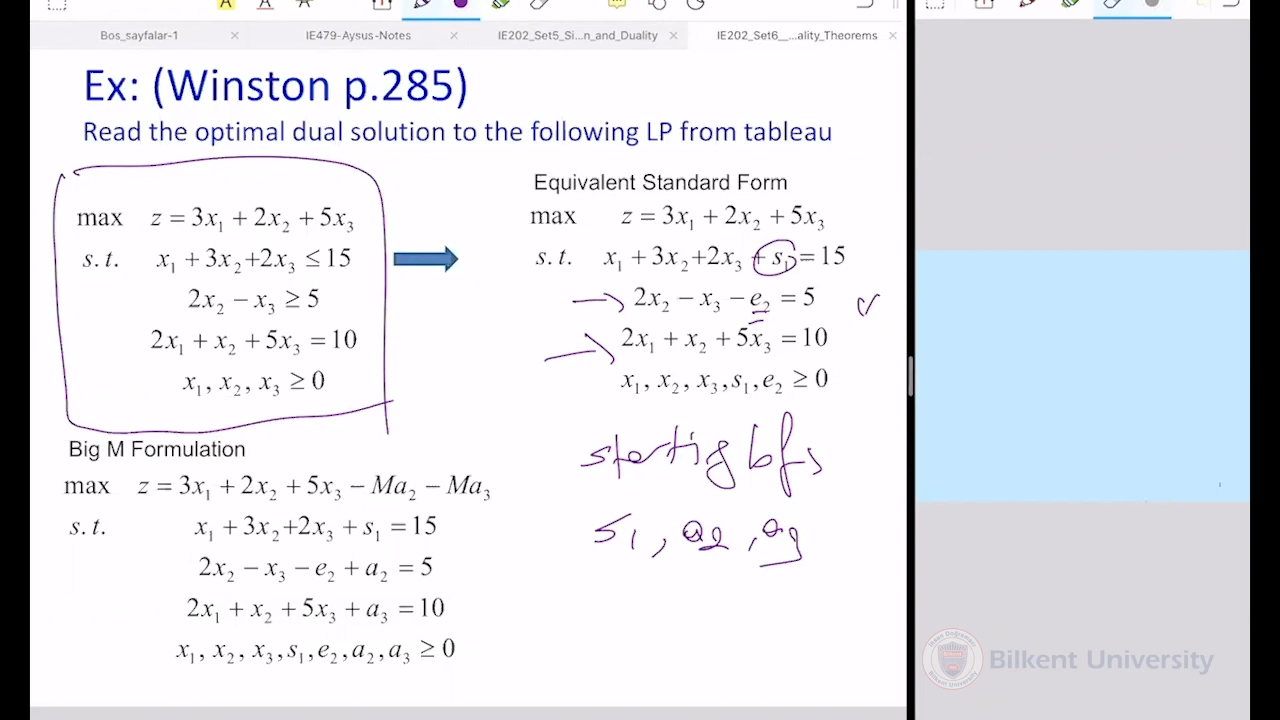 Bos_sayfalar-1 IE479-Aysus-Notes IE202_Set5_Si...n_and_Duality IE202_Set6__...ality_Theorems
Ex: (Winston p.285)
Read the optimal dual solution to the following LP from tableau
max z = 3x₁ + 2x₂ + 5x₃
s.t. x₁ + 3x₂+2x₃ ≤ 15
2x₂ − x₃ ≥ 5
2x₁ + x₂ + 5x₃ = 10
x₁, x₂, x₃ ≥ 0
Equivalent Standard Form
max z = 3x₁ + 2x₂ + 5x₃
s.t. x₁ + 3x₂+2x₃ + s₁ = 15
2x₂ − x₃ − e₂ = 5
2x₁ + x₂ + 5x₃ = 10
x₁, x₂, x₃, s₁, e₂ ≥ 0
starting bfs
s₁, a₂, a₃
Big M Formulation
max z = 3x₁ + 2x₂ + 5x₃ − Ma₂ − Ma₃
s.t. x₁ + 3x₂+2x₃ + s₁ = 15
2x₂ − x₃ − e₂ + a₂ = 5
2x₁ + x₂ + 5x₃ + a₃ = 10
x₁, x₂, x₃, s₁, e₂, a₂, a₃ ≥ 0
Bilkent University